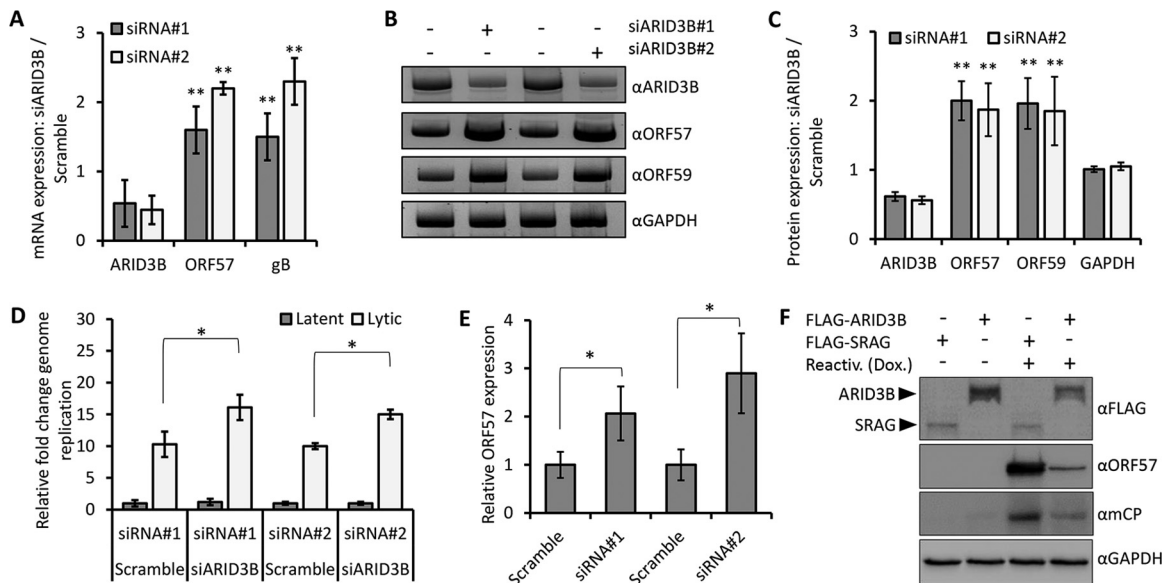 A
mRNA expression: siARID3B /
Scramble
3
2
1
0
siRNA#1
siRNA#2
** ** ** **
ARID3B ORF57 gB
B
- + - - siARID3B#1
- - - + siARID3B#2
αARID3B
αORF57
αORF59
αGAPDH
C
Protein expression: siARID3B /
Scramble
3
2
1
0
siRNA#1 siRNA#2
** ** ** **
ARID3B ORF57 ORF59 GAPDH
D
Relative fold change genome
replication
35
30
25
20
15
10
5
0
Latent Lytic
* *
siRNA#1 siRNA#1 siRNA#2 siRNA#2
Scramble siARID3B Scramble siARID3B
E
Relative ORF57 expression
4
3
2
1
0
* *
Scramble siRNA#1 Scramble siRNA#2
F
FLAG-ARID3B - + - +
FLAG-SRAG + - + -
Reactiv. (Dox.) - - + +
ARID3B
SRAG
αFLAG
αORF57
αmCP
αGAPDH